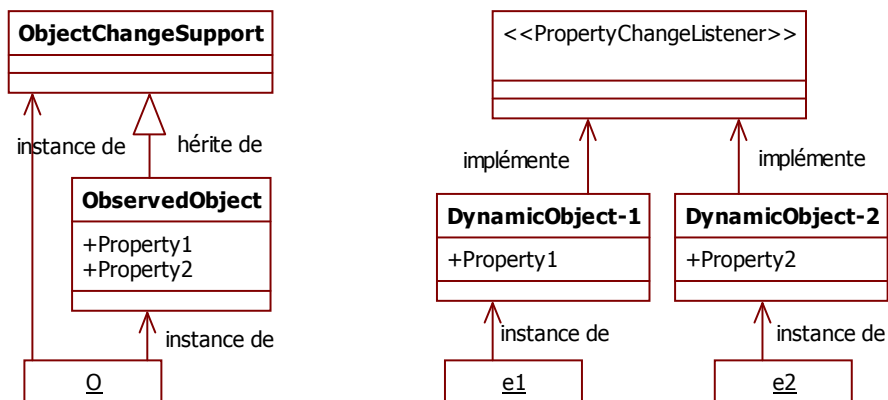 ObjectChangeSupport
<<PropertyChangeListener>>
instance de
hérite de
implémente
implémente
ObservedObject
+Property1
+Property2
DynamicObject-1
+Property1
DynamicObject-2
+Property2
instance de
instance de
instance de
O
e1
e2